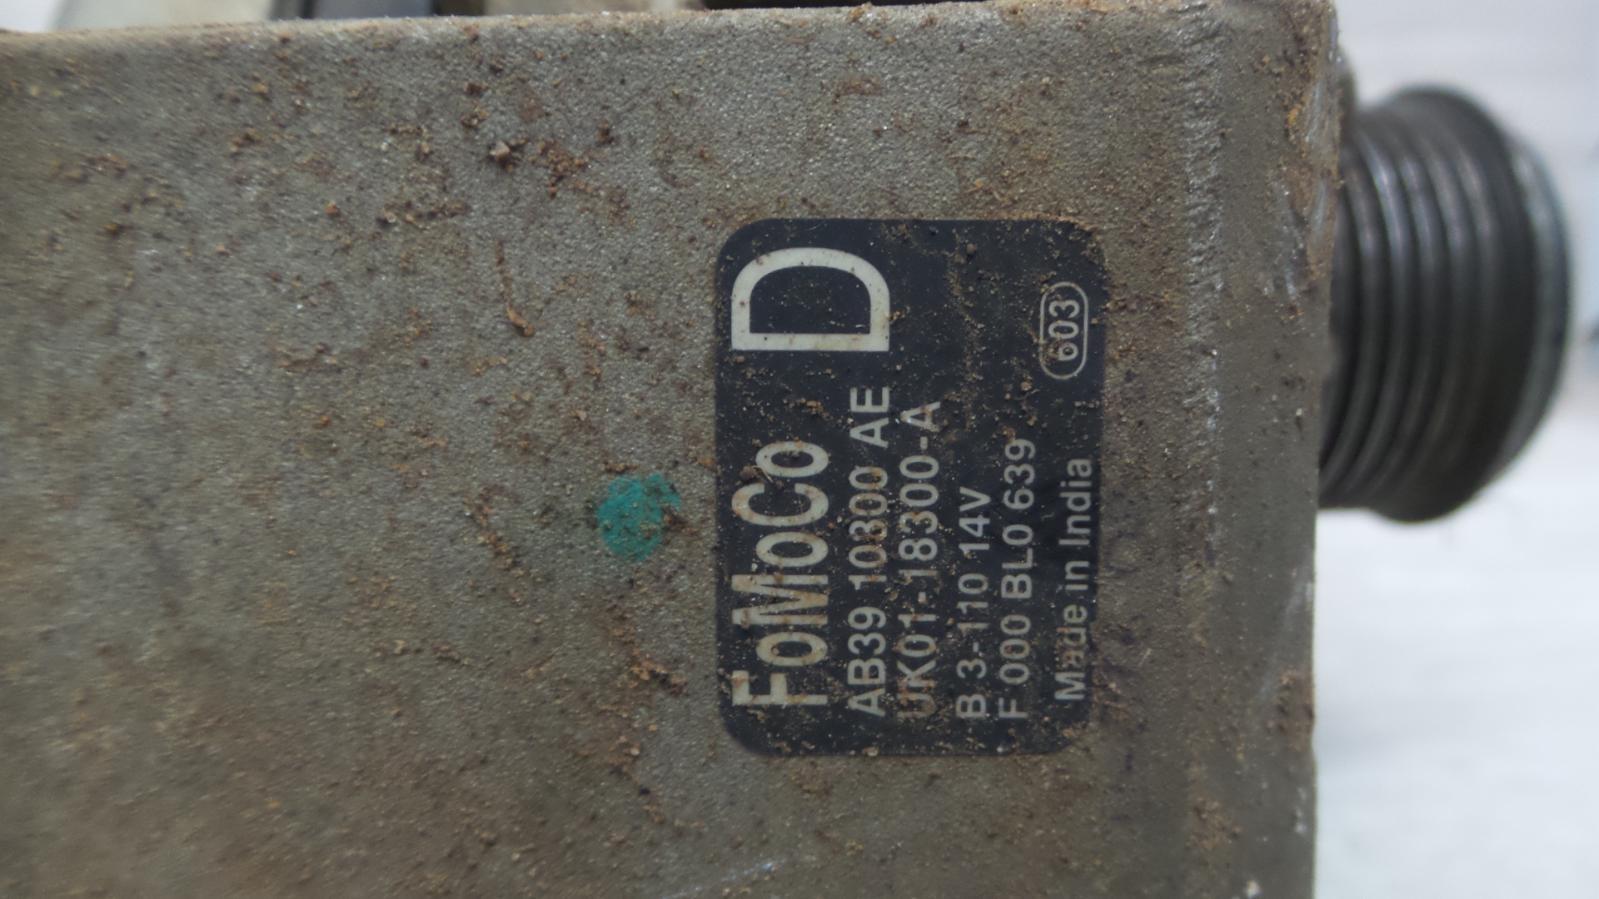 FoMoCo D
AB39 10300 AE
UK01-18300-A
B 3-110 14V
F 000 BL0 639
Made in India 603